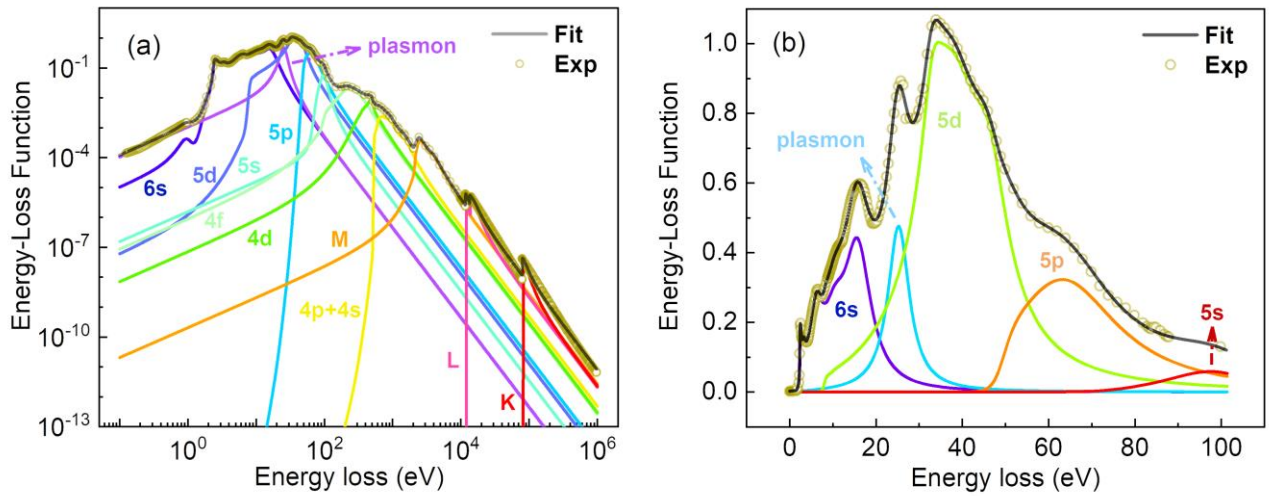 (a)
Fit
Exp
plasmon
5p
6s
5d
5s
4f
4d
M
4p+4s
L
K
Energy-Loss Function
10^-1
10^-4
10^-7
10^-10
10^-13
10^0
10^2
10^4
10^6
Energy loss (eV)
(b)
Fit
Exp
plasmon
5d
6s
5p
5s
Energy-Loss Function
1.0
0.8
0.6
0.4
0.2
0.0
0
20
40
60
80
100
Energy loss (eV)